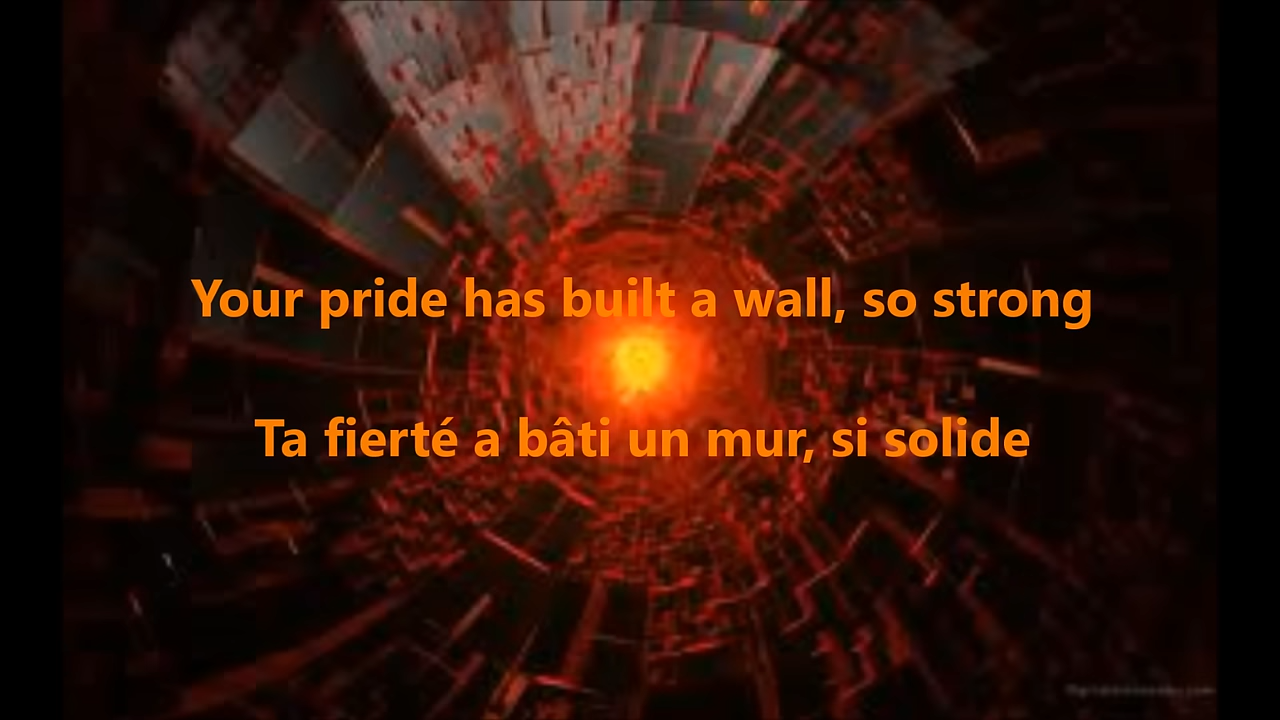 Your pride has built a wall, so strong
Ta fierté a bâti un mur, si solide